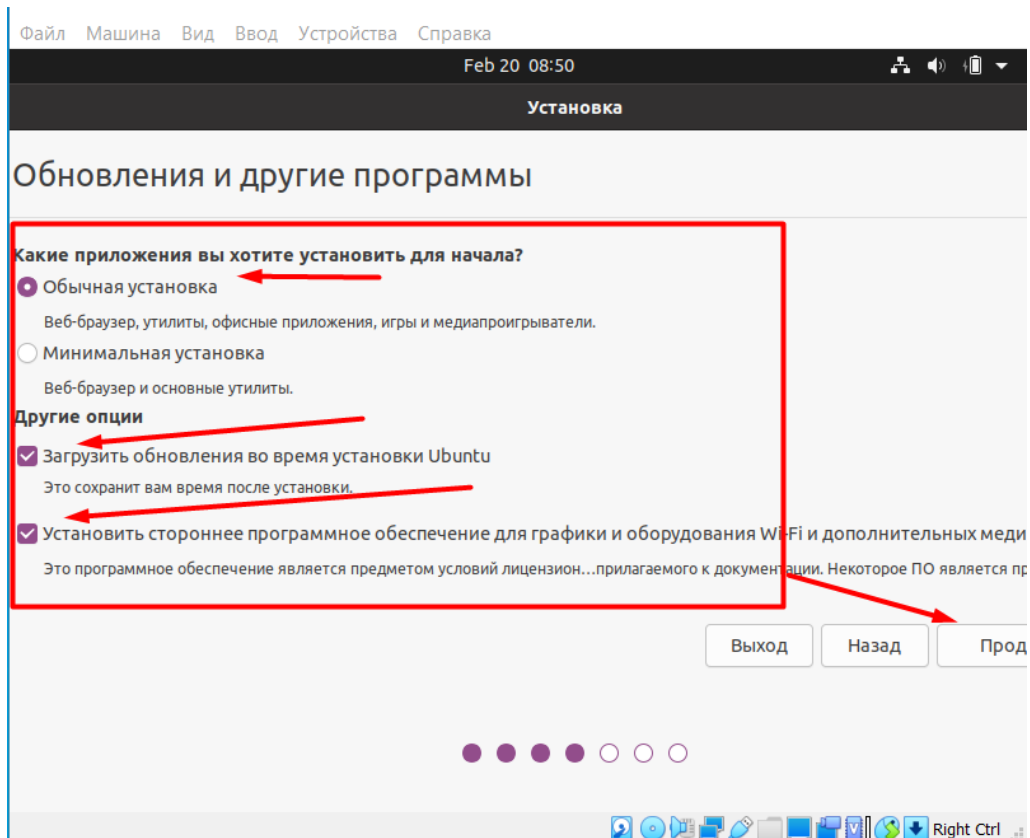 Файл Машина Вид Ввод Устройства Справка
Feb 20 08:50
Установка
Обновления и другие программы
Какие приложения вы хотите установить для начала?
Обычная установка
Веб-браузер, утилиты, офисные приложения, игры и медиапроигрыватели.
Минимальная установка
Веб-браузер и основные утилиты.
Другие опции
Загрузить обновления во время установки Ubuntu
Это сохранит вам время после установки.
Установить стороннее программное обеспечение для графики и оборудования Wi-Fi и дополнительных меди
Это программное обеспечение является предметом условий лицензион…прилагаемого к документации. Некоторое ПО является пр
Выход Назад Прод
Right Ctrl